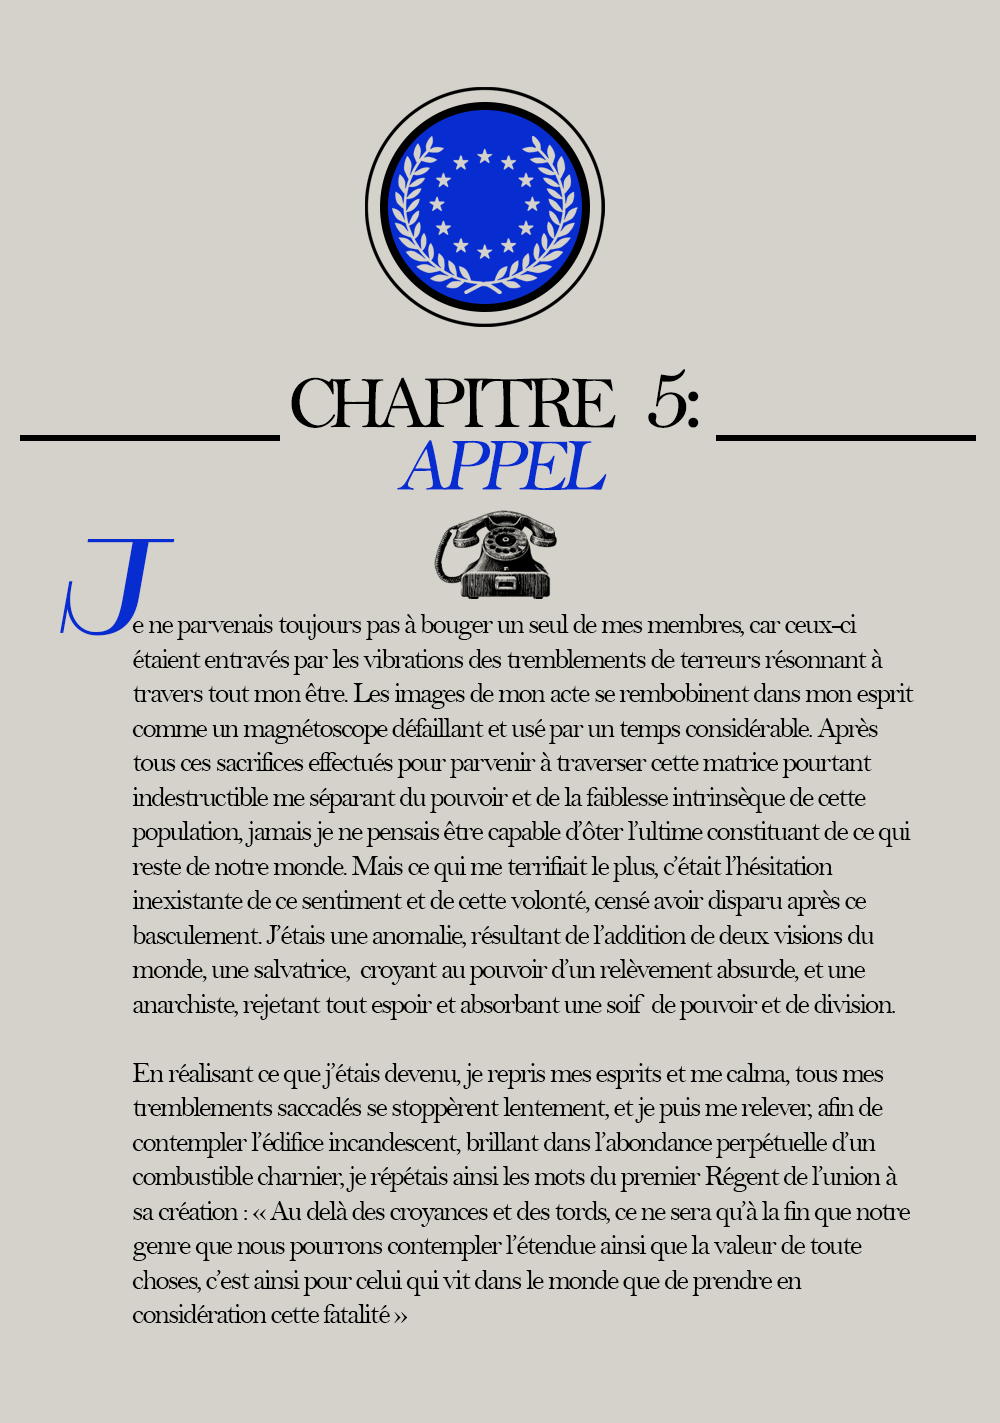 CHAPITRE 5:
APPEL
Je ne parvenais toujours pas à bouger un seul de mes membres, car ceux-ci
étaient entravés par les vibrations des tremblements de terreurs résonnant à
travers tout mon être. Les images de mon acte se rembobinent dans mon esprit
comme un magnétoscope défaillant et usé par un temps considérable. Après
tous ces sacrifices effectués pour parvenir à traverser cette matrice pourtant
indestructible me séparant du pouvoir et de la faiblesse intrinsèque de cette
population, jamais je ne pensais être capable d’ôter l’ultime constituant de ce qui
reste de notre monde. Mais ce qui me terrifiait le plus, c’était l’hésitation
inexistante de ce sentiment et de cette volonté, censé avoir disparu après ce
basculement. J’étais une anomalie, résultant de l’addition de deux visions du
monde, une salvatrice, croyant au pouvoir d’un relèvement absurde, et une
anarchiste, rejetant tout espoir et absorbant une soif de pouvoir et de division.
En réalisant ce que j’étais devenu, je repris mes esprits et me calma, tous mes
tremblements saccadés se stoppèrent lentement, et je puis me relever, afin de
contempler l’édifice incandescent, brillant dans l’abondance perpétuelle d’un
combustible charnier, je répétais ainsi les mots du premier Régent de l’union à
sa création : « Au delà des croyances et des tords, ce ne sera qu’à la fin que notre
genre que nous pourrons contempler l’étendue ainsi que la valeur de toute
choses, c’est ainsi pour celui qui vit dans le monde que de prendre en
considération cette fatalité »